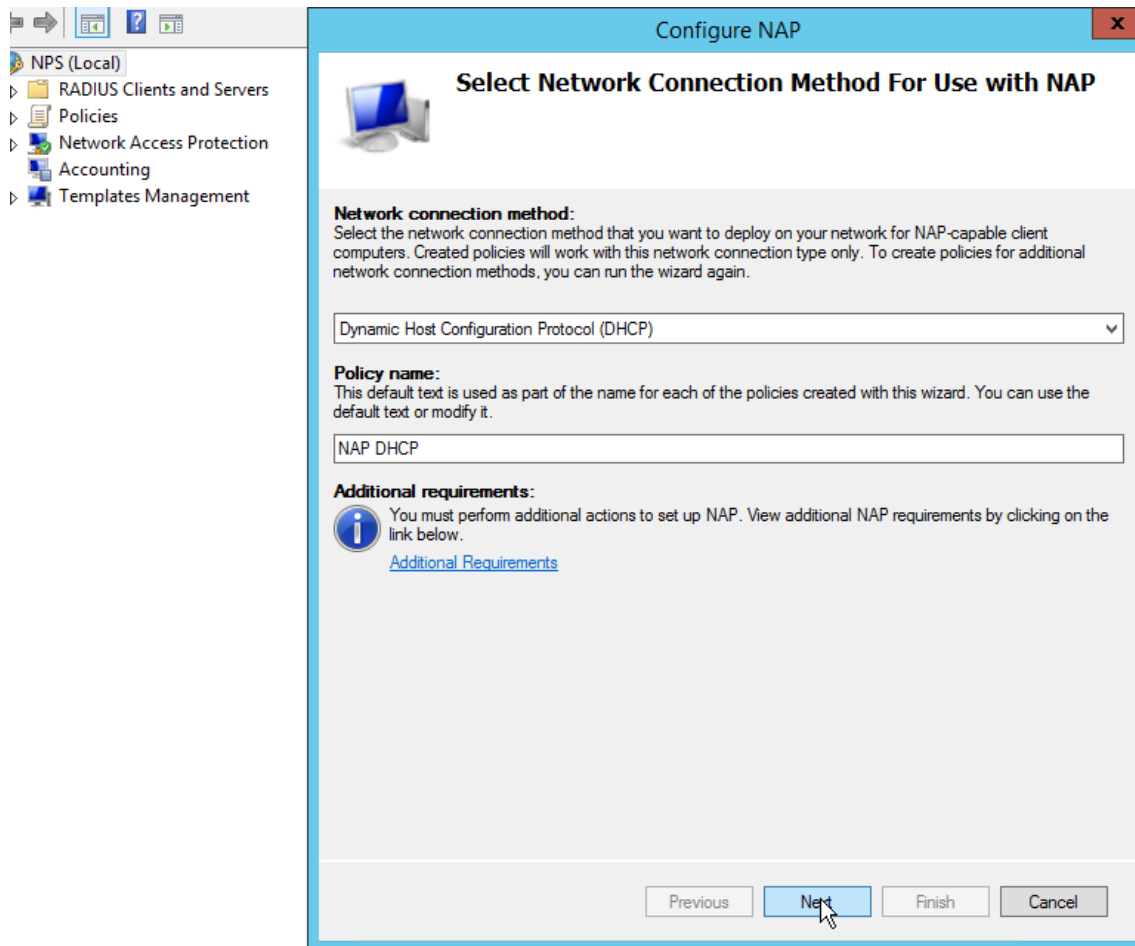 NPS (Local)
RADIUS Clients and Servers
Policies
Network Access Protection
Accounting
Templates Management
Configure NAP
x
Select Network Connection Method For Use with NAP
Network connection method:
Select the network connection method that you want to deploy on your network for NAP-capable client
computers. Created policies will work with this network connection type only. To create policies for additional
network connection methods, you can run the wizard again.
Dynamic Host Configuration Protocol (DHCP)
Policy name:
This default text is used as part of the name for each of the policies created with this wizard. You can use the
default text or modify it.
NAP DHCP
Additional requirements:
You must perform additional actions to set up NAP. View additional NAP requirements by clicking on the
link below.
Additional Requirements
Previous
Next
Finish
Cancel